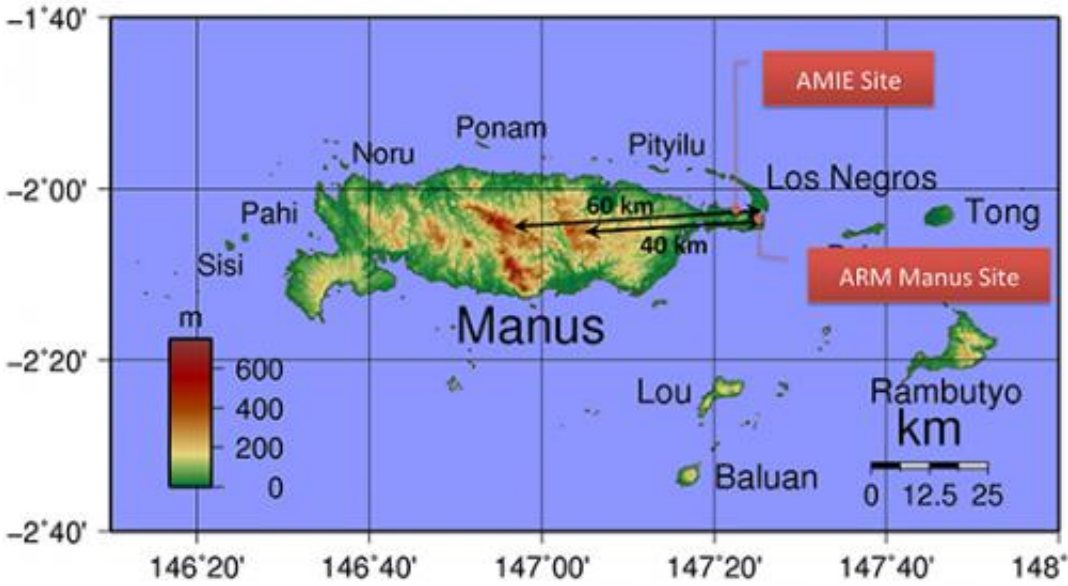 -1°40'
AMIE Site
Ponam
Pityilu
Noru
-2°00'
Los Negros
60 km
Pahi
Tong
40 km
Sisi
ARM Manus Site
m
Manus
-2°20'
600
400
Lou
Rambutyo
200
km
0
Baluan
0 12.5 25
-2°40'
146°20' 146°40' 147°00' 147°20' 147°40' 148°